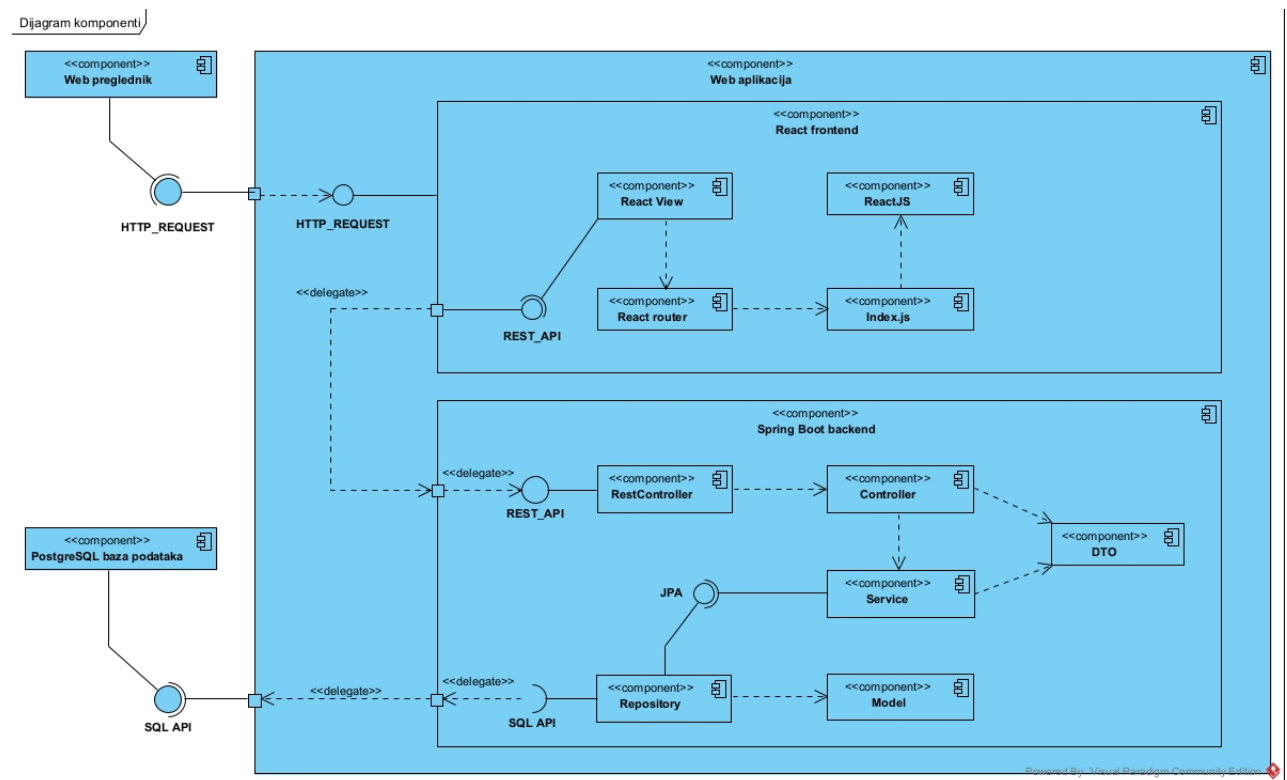 Dijagram komponenti
<<component>>
Web preglednik
HTTP_REQUEST
<<component>>
Web aplikacija
HTTP_REQUEST
<<component>>
React frontend
<<component>>
React View
<<component>>
ReactJS
<<delegate>>
REST_API
<<component>>
React router
<<component>>
Index.js
<<component>>
Spring Boot backend
<<delegate>>
REST_API
<<component>>
RestController
<<component>>
Controller
<<component>>
DTO
<<component>>
PostgreSQL baza podataka
JPA
<<component>>
Service
<<delegate>>
<<delegate>>
SQL API
SQL API
<<component>>
Repository
<<component>>
Model
Powered By Visual Paradigm Community Edition